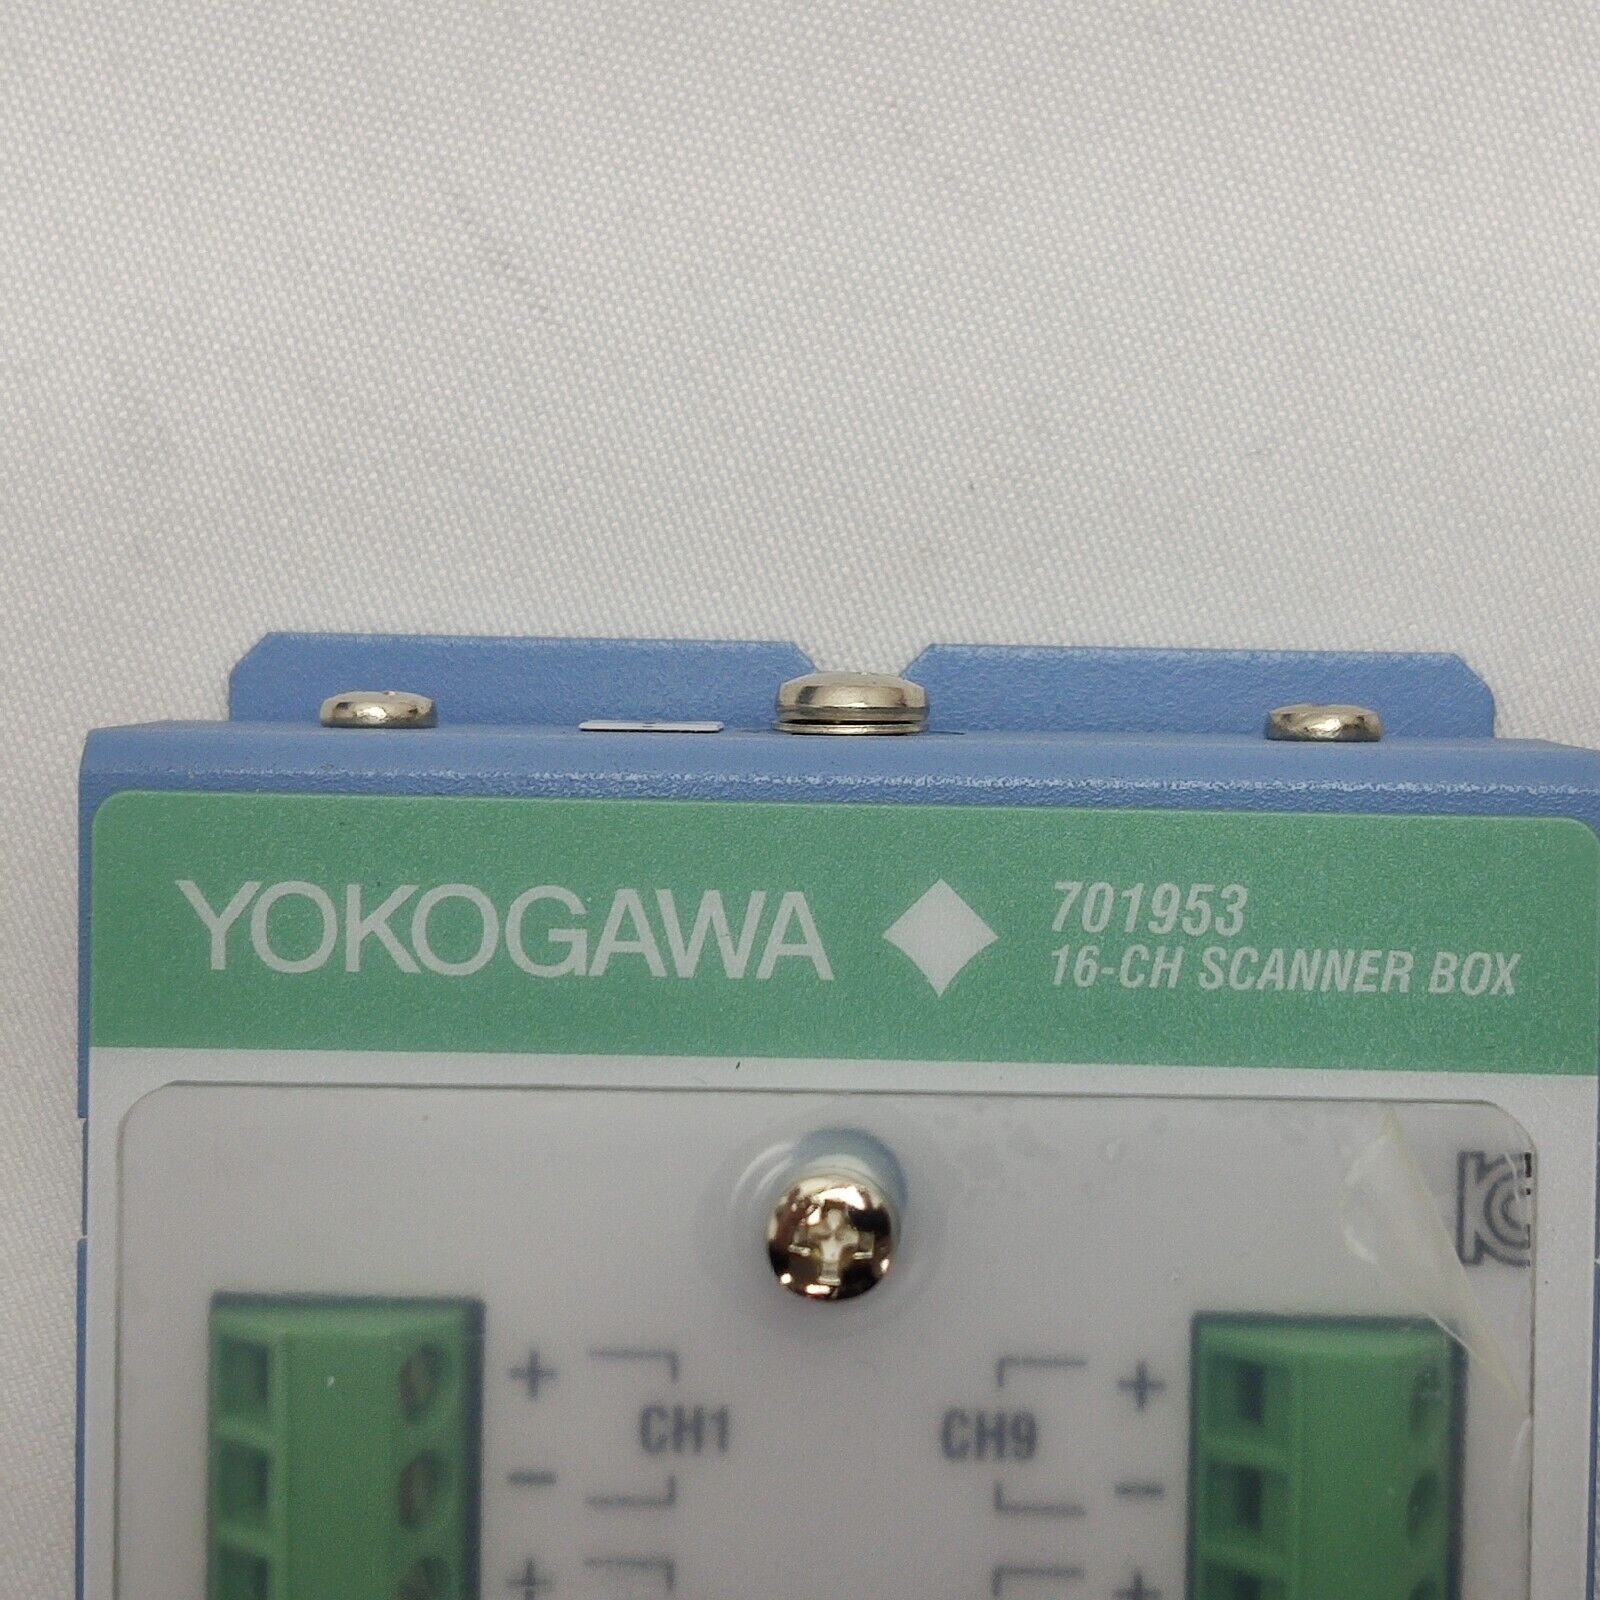 YOKOGAWA ◆ 701953
16-CH SCANNER BOX
+ CH1 -
CH9 + -
+ +